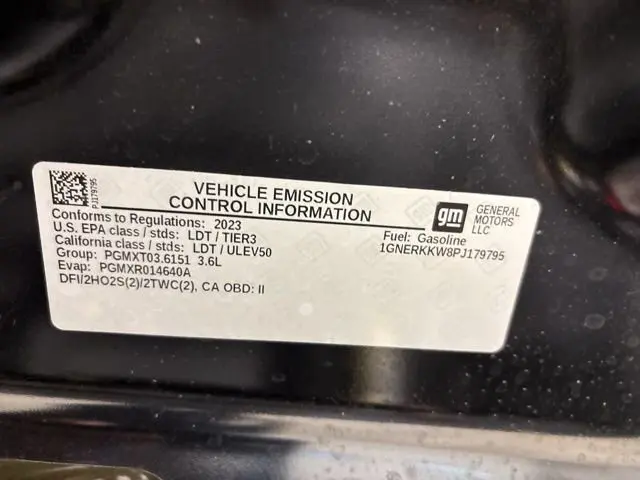 PJ179795
VEHICLE EMISSION
CONTROL INFORMATION
gm
GENERAL
MOTORS
LLC
Conforms to Regulations: 2023
U.S. EPA class / stds: LDT / TIER3
California class / stds: LDT / ULEV50
Group: PGMXT03.6151 3.6L
Evap: PGMXR014640A
DFI/2HO2S(2)/2TWC(2), CA OBD: II
Fuel: Gasoline
1GNERKKW8PJ179795